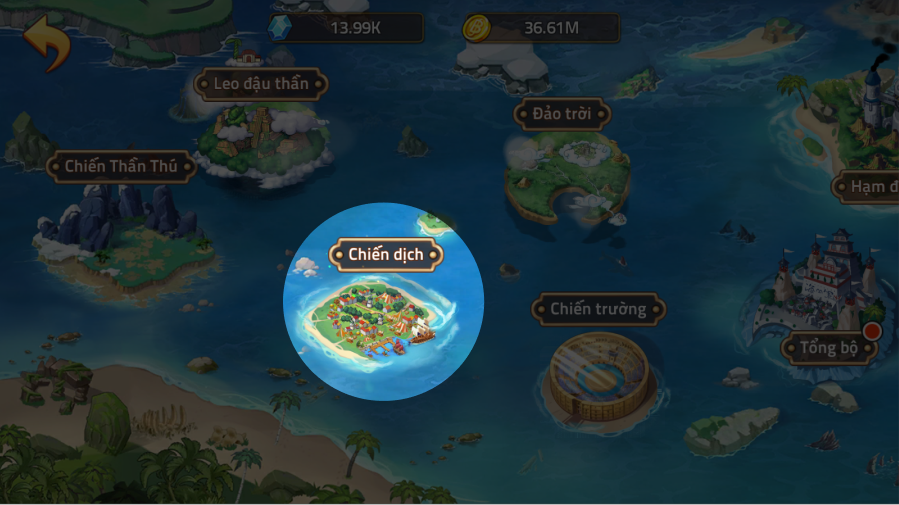 13.99K
36.61M
Leo đậu thần
Đảo trời
Chiến Thần Thú
Hạm đ
Chiến dịch
Chiến trường
Tổng bộ